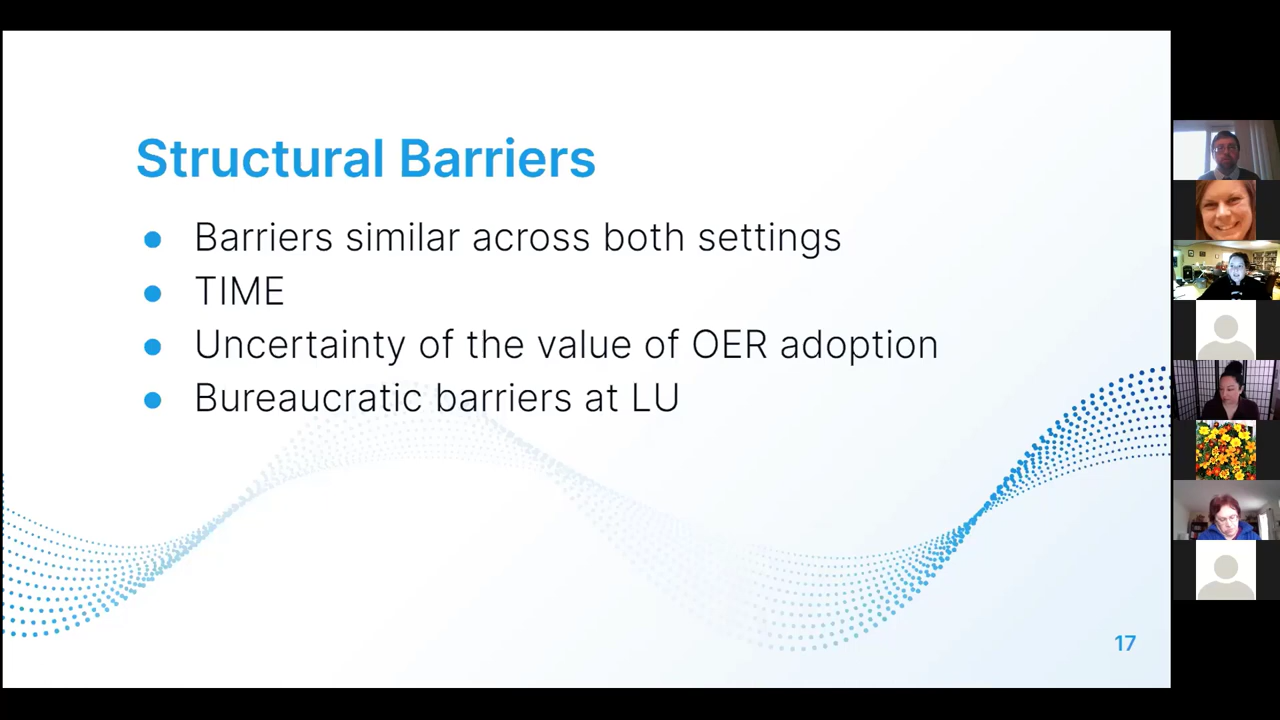 Structural Barriers
● Barriers similar across both settings
● TIME
● Uncertainty of the value of OER adoption
● Bureaucratic barriers at LU
17